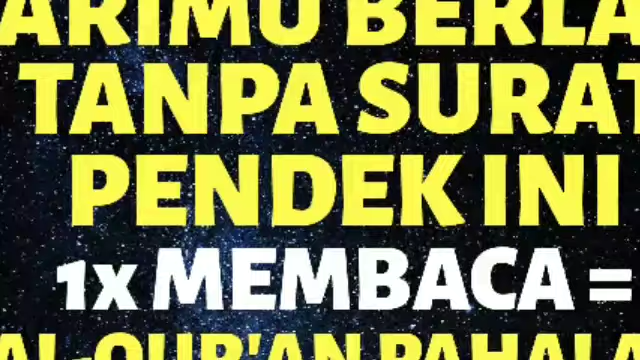 ARIMU BERLA
TANPA SURAT
PENDEK INI
1x MEMBACA =
AL-QUR'AN PAHALA